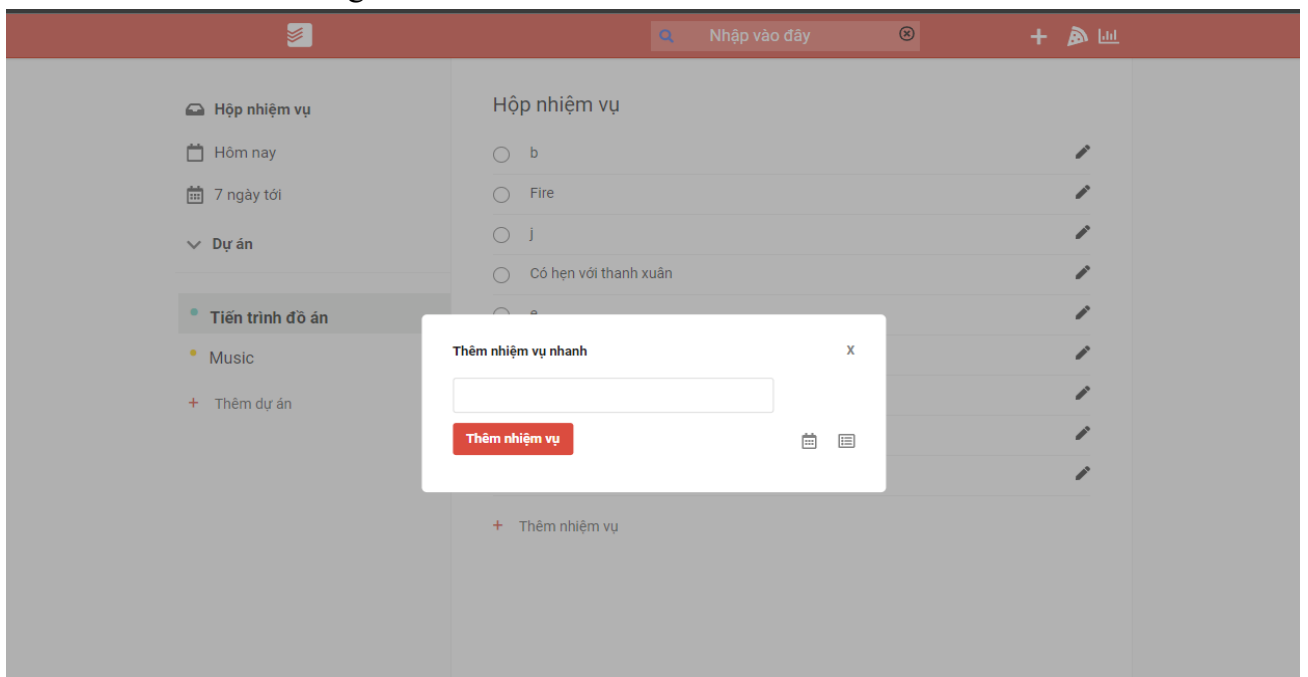 Nhập vào đây
Hộp nhiệm vụ
Hôm nay
7 ngày tới
Dự án
Tiến trình đồ án
Music
+ Thêm dự án
Hộp nhiệm vụ
b
Fire
j
Có hẹn với thanh xuân
Thêm nhiệm vụ nhanh
X
Thêm nhiệm vụ
+ Thêm nhiệm vụ